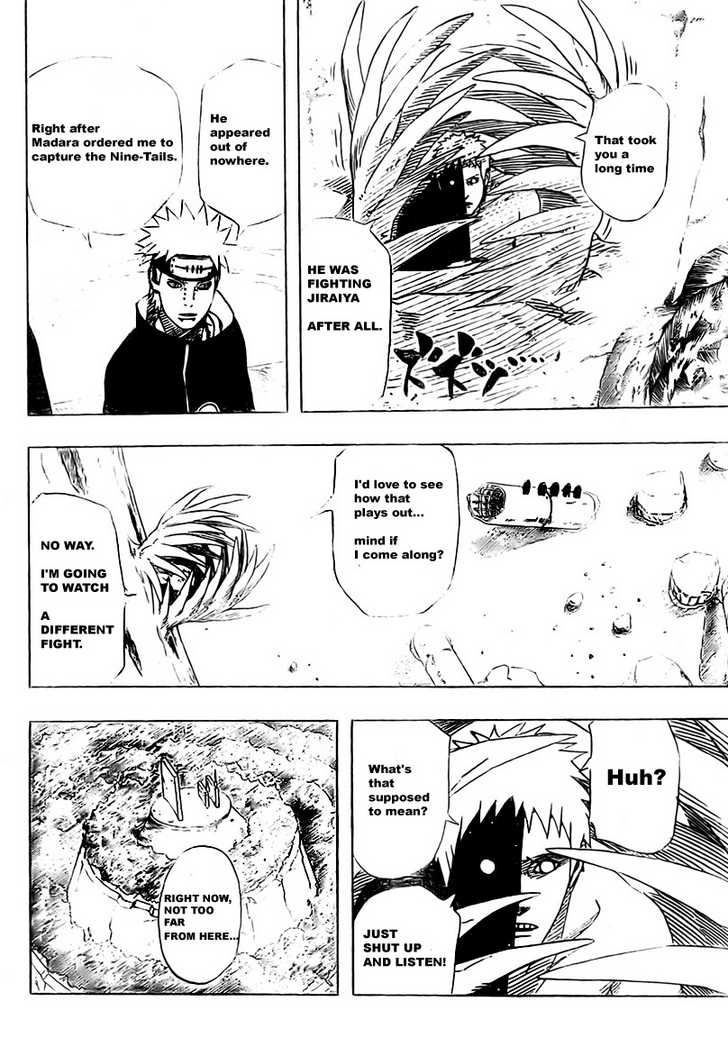 That took
you a
long time
HE WAS
FIGHTING
JIRAIYA
AFTER ALL.
He
appeared
out of
nowhere.
Right after
Madara ordered me to
capture the Nine-Tails.
I'd love to see
how that
plays out...
mind if
I come along?
NO WAY.
I'M GOING
TO WATCH
A
DIFFERENT
FIGHT.
Huh?
What's
that
supposed
to mean?
JUST
SHUT UP
AND LISTEN!
RIGHT NOW,
NOT TOO
FAR
FROM HERE...